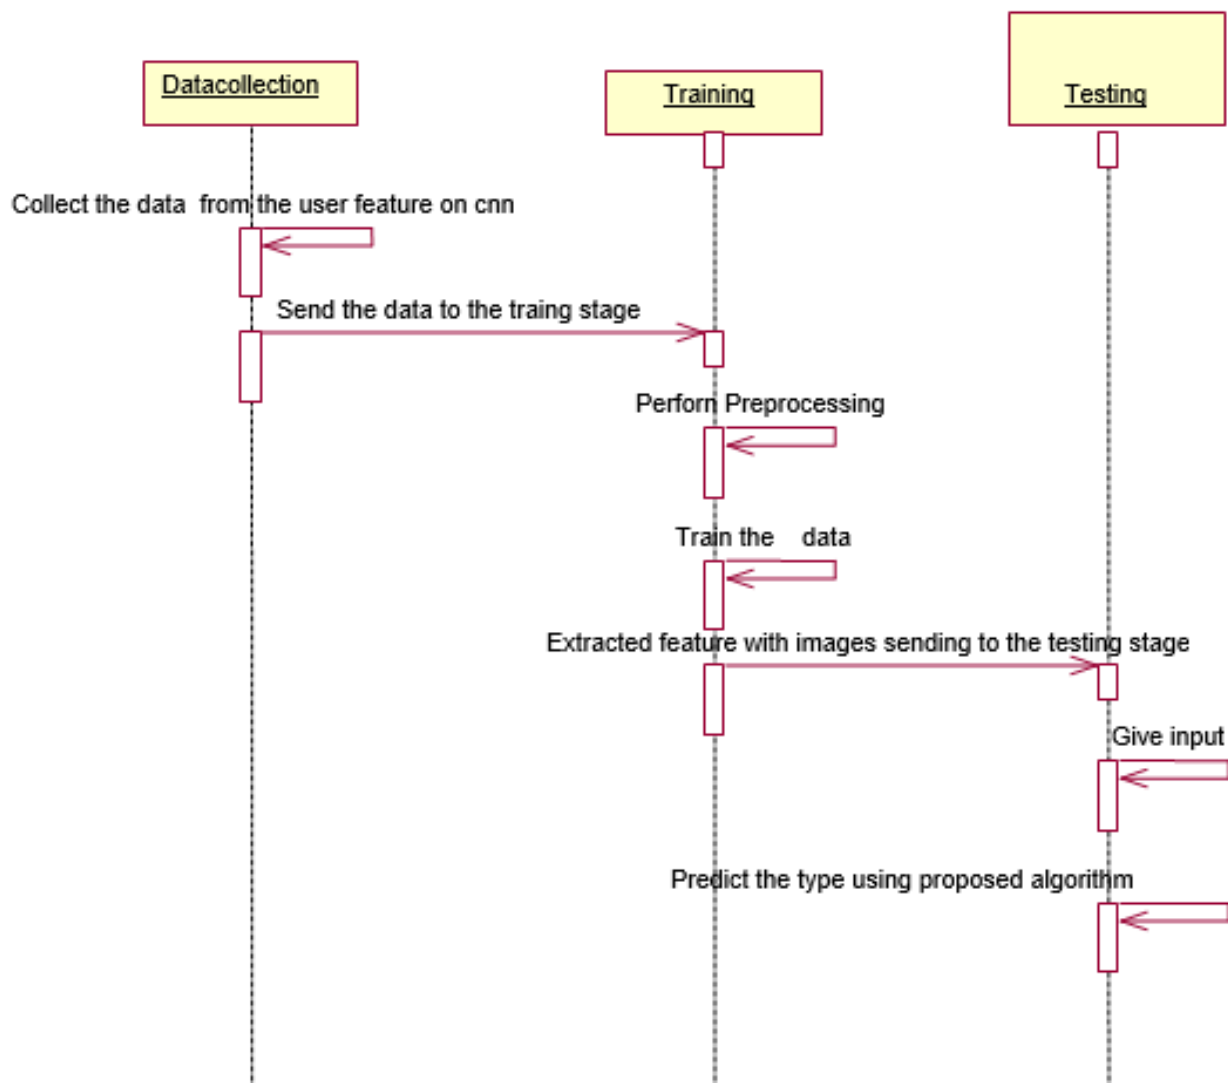 Datacollection
Training
Testing
Collect the data  from the user feature on cnn
Send the data to the traing stage
Perforn Preprocessing
Train the    data
Extracted feature with images sending to the testing stage
Give input
Predict the type using proposed algorithm